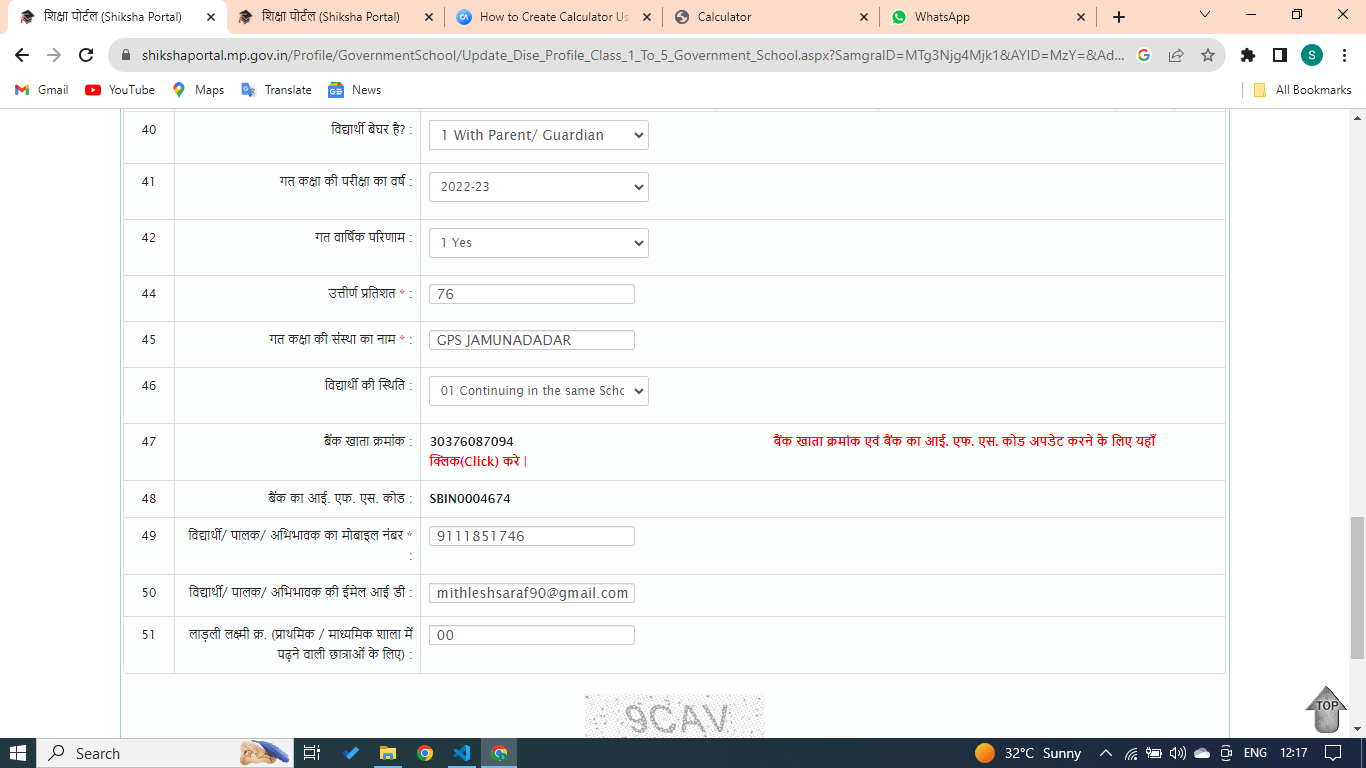 शिक्षा पोर्टल (Shiksha Portal)
शिक्षा पोर्टल (Shiksha Portal)
How to Create Calculator Us
Calculator
WhatsApp
shikshaportal.mp.gov.in/Profile/GovernmentSchool/Update_Dise_Profile_Class_1_To_5_Government_School.aspx?SamgraID=MTg3Njg4Mjk1&AYID=MzY=&Ad...
S
Gmail YouTube Maps Translate News All Bookmarks
40 विद्यार्थी बेघर है? : 1 With Parent/ Guardian
41 गत कक्षा की परीक्षा का वर्ष : 2022-23
42 गत वार्षिक परिणाम : 1 Yes
44 उत्तीर्ण प्रतिशत * : 76
45 गत कक्षा की संस्था का नाम * : GPS JAMUNADADAR
46 विद्यार्थी की स्थिति : 01 Continuing in the same Scho
47 बैंक खाता क्रमांक : 30376087094 बैंक खाता क्रमांक एवं बैंक का आई. एफ. एस. कोड अपडेट करने के लिए यहाँ
क्लिक(Click) करे |
48 बैंक का आई. एफ. एस. कोड : SBIN0004674
49 विद्यार्थी/ पालक/ अभिभावक का मोबाइल नंबर * 9111851746
:
50 विद्यार्थी/ पालक/ अभिभावक की ईमेल आई डी : mithleshsaraf90@gmail.com
51 लाड़ली लक्ष्मी क्र. (प्राथमिक / माध्यमिक शाला में 00
पढ़ने वाली छात्राओं के लिए) :
9CAV
TOP
Search 32°C Sunny ENG 12:17